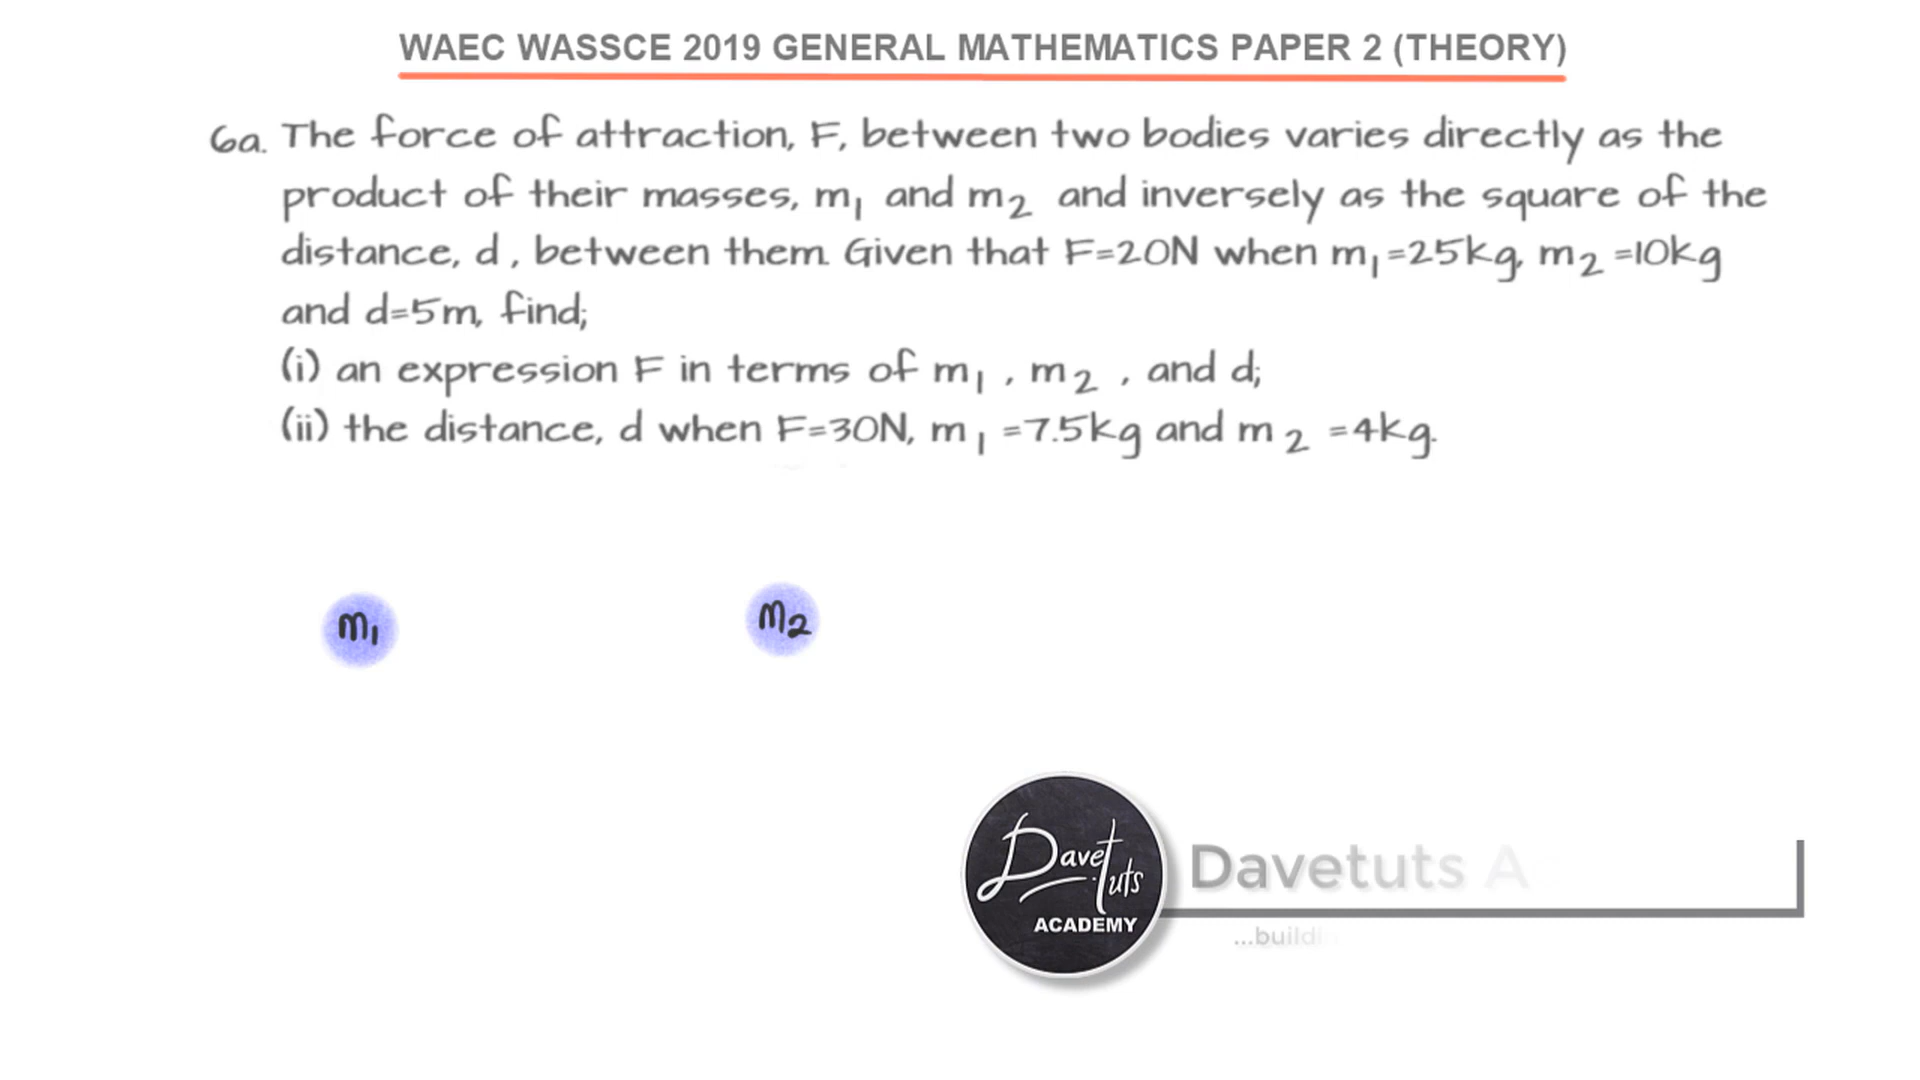 WAEC WASSCE 2019 GENERAL MATHEMATICS PAPER 2 (THEORY)
6a. The force of attraction, F, between two bodies varies directly as the
product of their masses, m₁ and m₂ and inversely as the square of the
distance, d , between them. Given that F=20N when m₁=25kg, m₂=10kg
and d=5m, find;
(i) an expression F in terms of m₁ , m₂ , and d;
(ii) the distance, d when F=30N, m₁=7.5kg and m₂=4kg.
m₁
m₂
Davetuts
ACADEMY
Davetuts A
...buildi